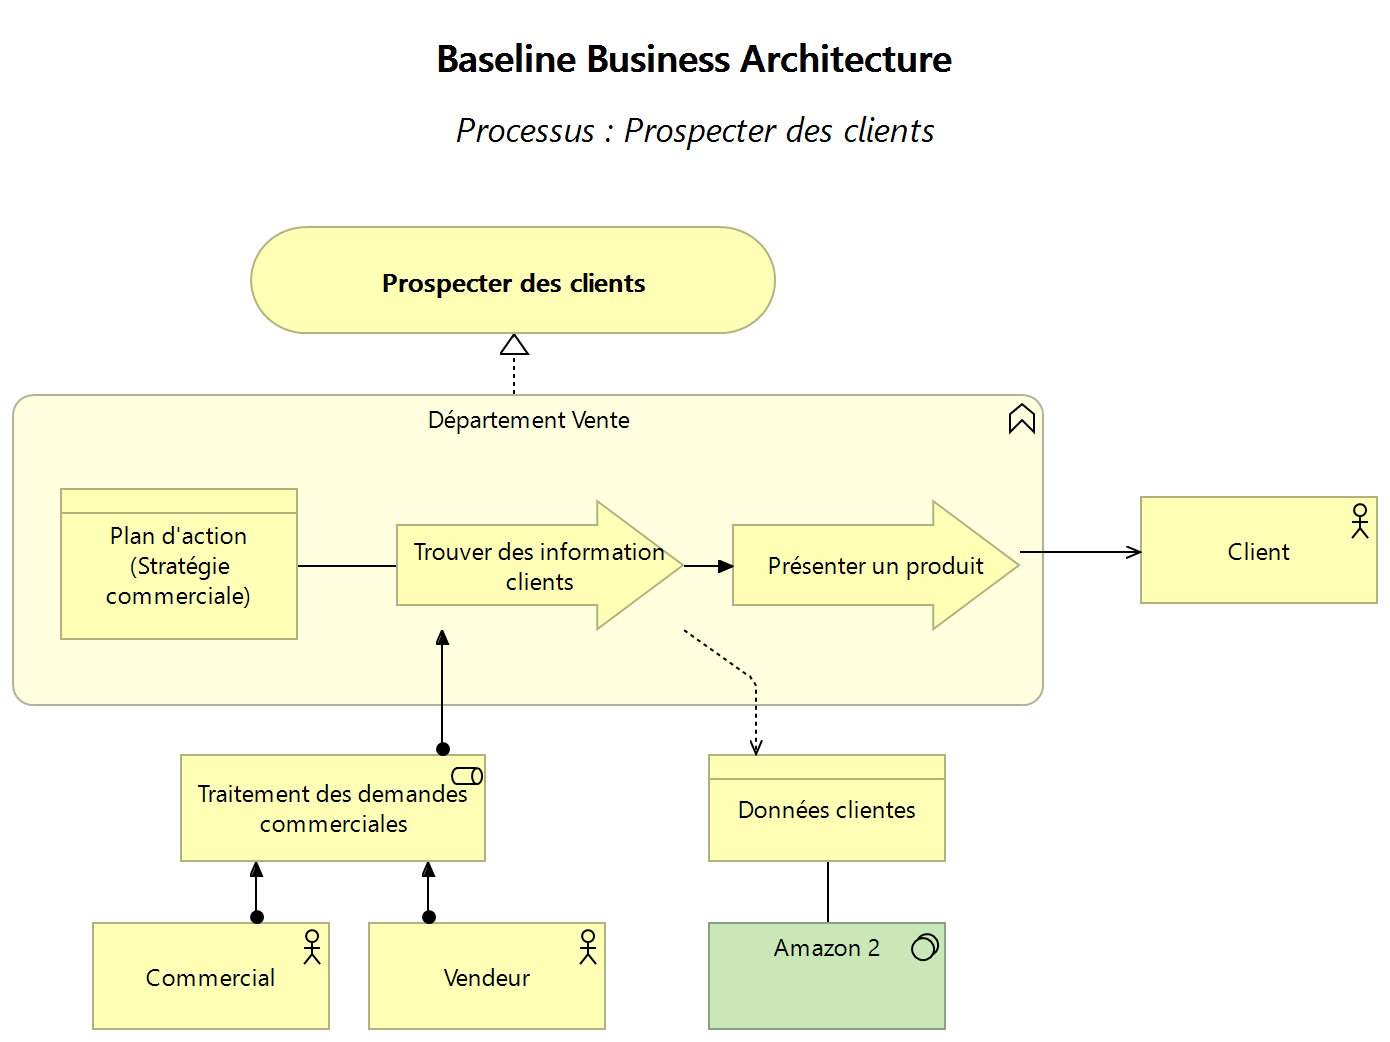 Baseline Business Architecture
Processus : Prospecter des clients
Prospecter des clients
Département Vente
Plan d'action
(Stratégie
commerciale)
Trouver des information
clients
Présenter un produit
Client
Traitement des demandes
commerciales
Données clientes
Commercial
Vendeur
Amazon 2